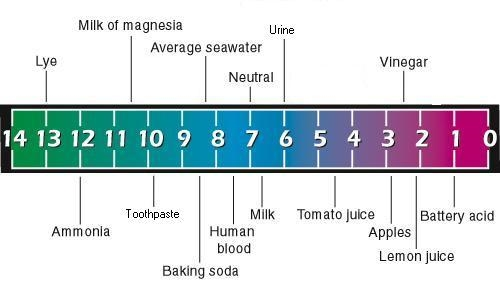 Milk of magnesia
Urine
Average seawater
Lye
Vinegar
Neutral
14 13 12 11 10 9 8 7 6 5 4 3 2 1 0
Toothpaste
Milk
Tomato juice
Battery acid
Ammonia
Human
blood
Apples
Lemon juice
Baking soda